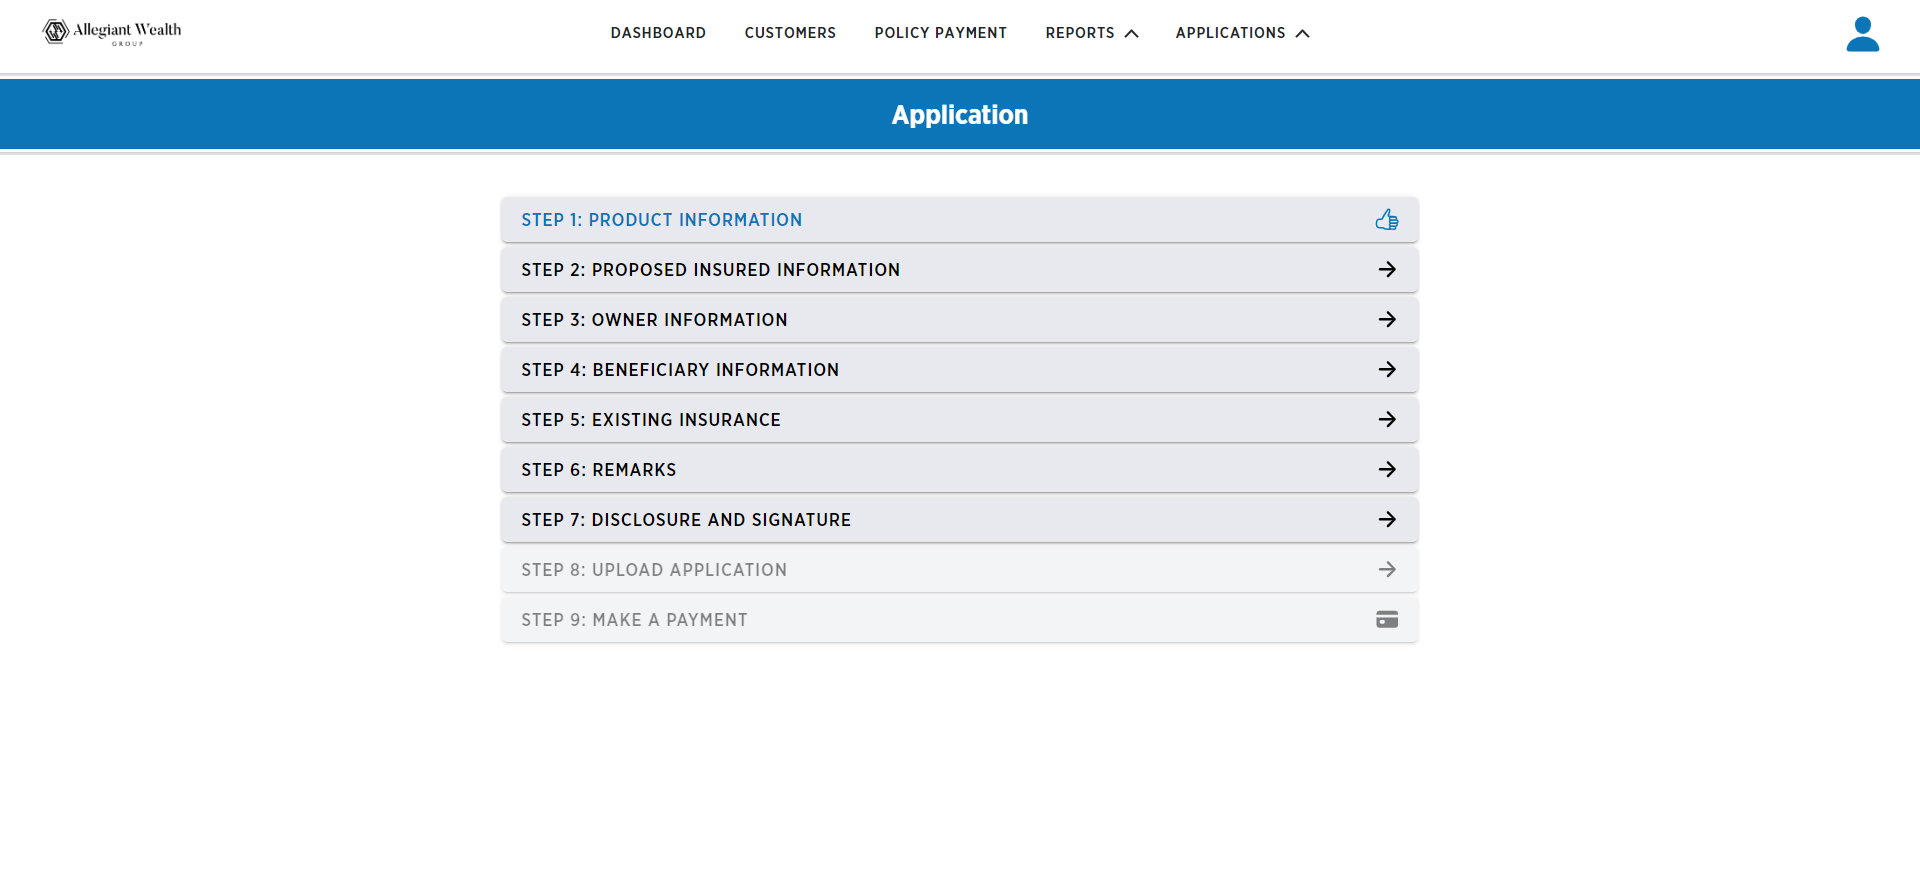 Allegiant Wealth
GROUP
DASHBOARD
CUSTOMERS
POLICY PAYMENT
REPORTS
APPLICATIONS
Application
STEP 1: PRODUCT INFORMATION
STEP 2: PROPOSED INSURED INFORMATION
STEP 3: OWNER INFORMATION
STEP 4: BENEFICIARY INFORMATION
STEP 5: EXISTING INSURANCE
STEP 6: REMARKS
STEP 7: DISCLOSURE AND SIGNATURE
STEP 8: UPLOAD APPLICATION
STEP 9: MAKE A PAYMENT